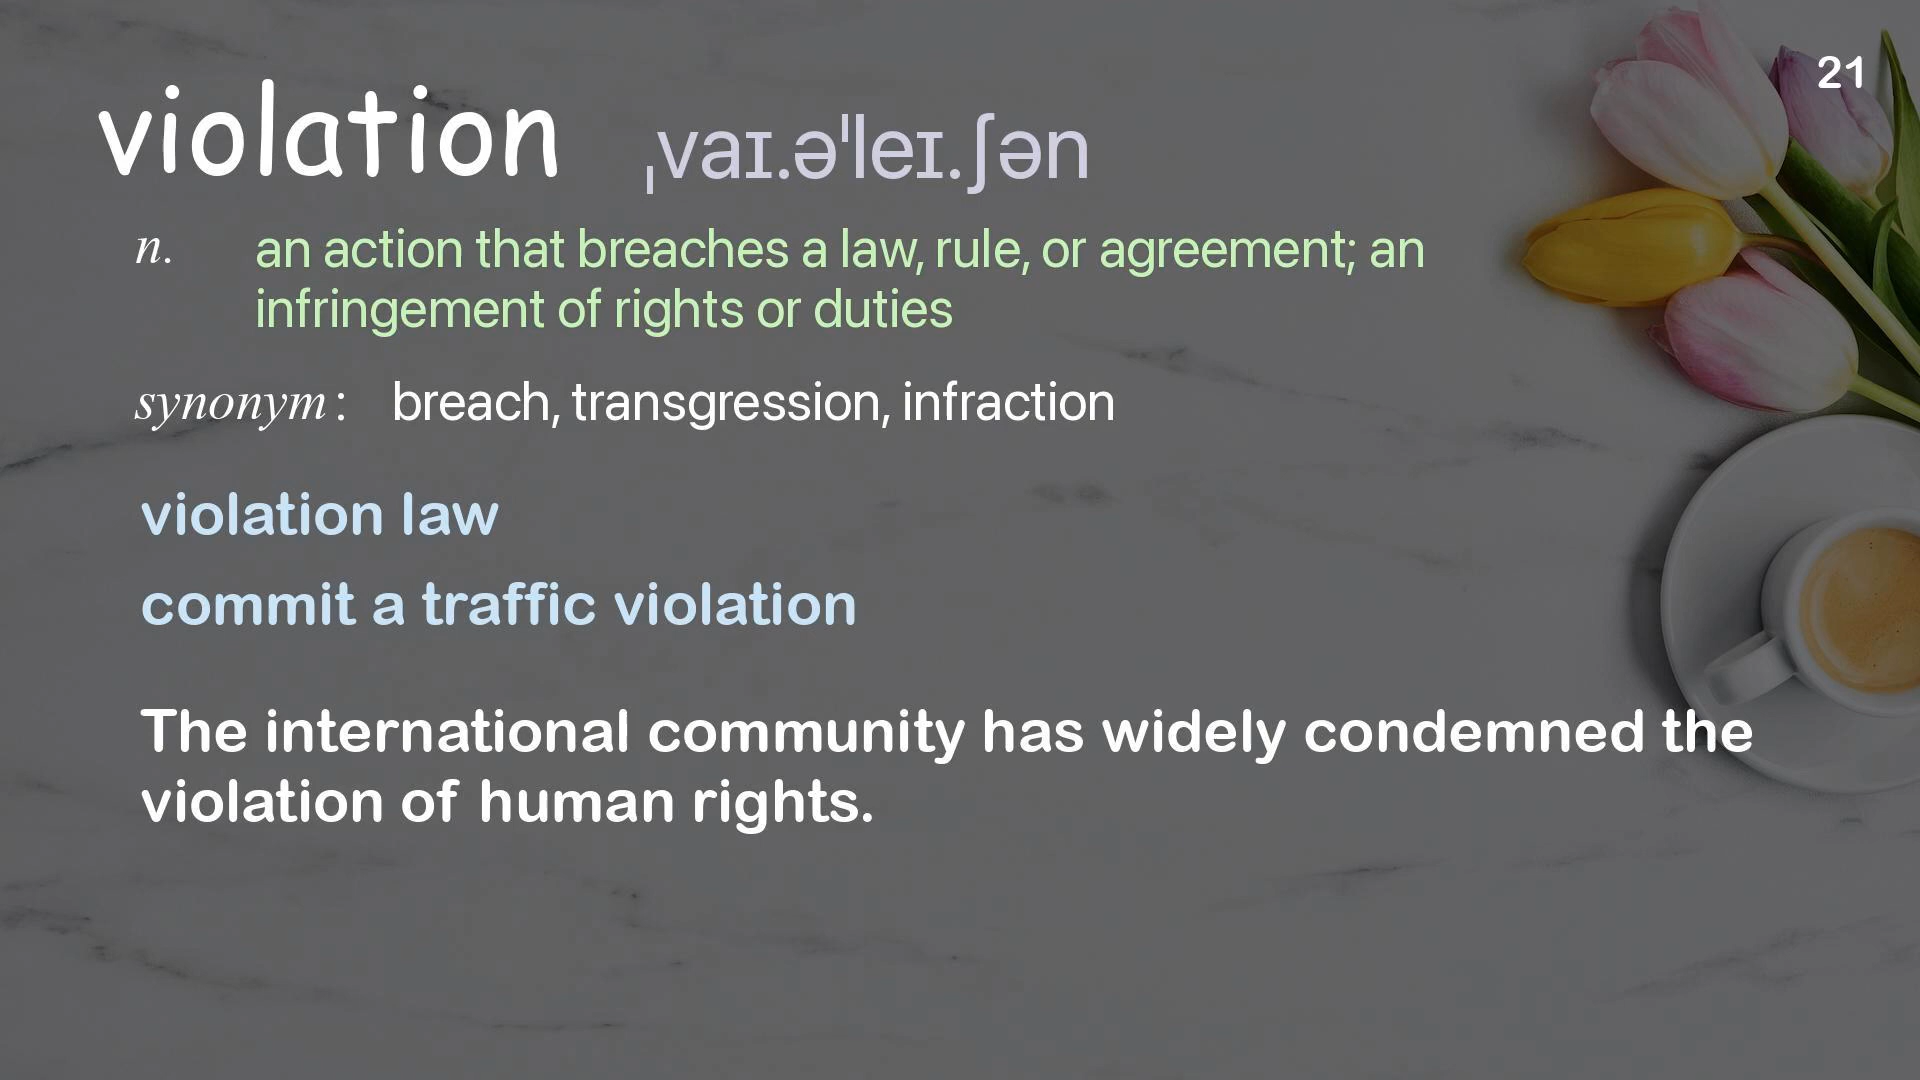 21
violation ˌvaɪ.əˈleɪ.ʃən
n. an action that breaches a law, rule, or agreement; an
infringement of rights or duties
synonym : breach, transgression, infraction
violation law
commit a traffic violation
The international community has widely condemned the
violation of human rights.